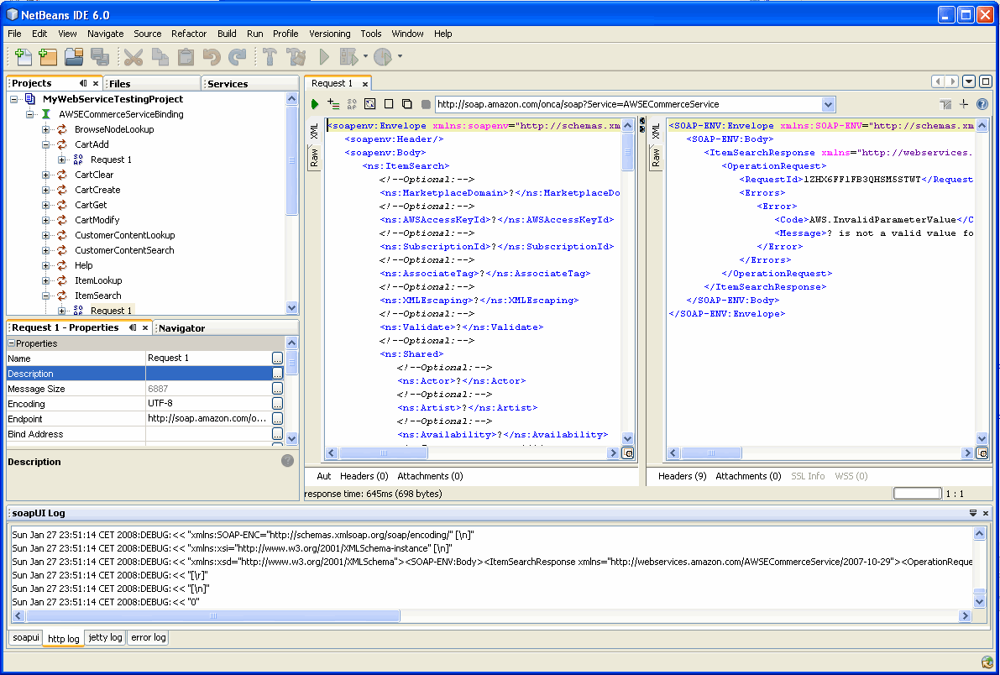 NetBeans IDE 6.0
File Edit View Navigate Source Refactor Build Run Profile Versioning Tools Window Help
Projects
Files
Services
MyWebServiceTestingProject
AWSECommerceServiceBinding
BrowseNodeLookup
CartAdd
Request 1
CartClear
CartCreate
CartGet
CartModify
CustomerContentLookup
CustomerContentSearch
Help
ItemLookup
ItemSearch
Request 1
Request 1 - Properties
Navigator
Properties
Name Request 1
Description
Message Size 6887
Encoding UTF-8
Endpoint http://soap.amazon.com/o...
Bind Address
Description
Request 1
http://soap.amazon.com/onca/soap?Service=AWSECommerceService
XML
Raw
<soapenv:Envelope xmlns:soapenv="http://schemas.xm
<soapenv:Header/>
<soapenv:Body>
<ns:ItemSearch>
<!--Optional:-->
<ns:MarketplaceDomain>?</ns:MarketplaceDo
<!--Optional:-->
<ns:AWSAccessKeyId>?</ns:AWSAccessKeyId>
<!--Optional:-->
<ns:SubscriptionId>?</ns:SubscriptionId>
<!--Optional:-->
<ns:AssociateTag>?</ns:AssociateTag>
<!--Optional:-->
<ns:XMLEscaping>?</ns:XMLEscaping>
<!--Optional:-->
<ns:Validate>?</ns:Validate>
<!--Optional:-->
<ns:Shared>
<!--Optional:-->
<ns:Actor>?</ns:Actor>
<!--Optional:-->
<ns:Artist>?</ns:Artist>
<!--Optional:-->
<ns:Availability>?</ns:Availability>
Aut Headers (0) Attachments (0)
XML
Raw
<SOAP-ENV:Envelope xmlns:SOAP-ENV="http://schemas.xm
<SOAP-ENV:Body>
<ItemSearchResponse xmlns="http://webservices.
<OperationRequest>
<RequestId>1ZHX6FF1FB3QHSM5STWT</Request
<Errors>
<Error>
<Code>AWS.InvalidParameterValue</C
<Message>? is not a valid value fo
</Error>
</Errors>
</OperationRequest>
</ItemSearchResponse>
</SOAP-ENV:Body>
</SOAP-ENV:Envelope>
Headers (9) Attachments (0) SSL Info WSS (0)
response time: 645ms (698 bytes)
1 : 1
soapUI Log
Sun Jan 27 23:51:14 CET 2008:DEBUG:<< "xmlns:SOAP-ENC="http://schemas.xmlsoap.org/soap/encoding/" [\n]"
Sun Jan 27 23:51:14 CET 2008:DEBUG:<< "xmlns:xsi="http://www.w3.org/2001/XMLSchema-instance" [\n]"
Sun Jan 27 23:51:14 CET 2008:DEBUG:<< "xmlns:xsd="http://www.w3.org/2001/XMLSchema"><SOAP-ENV:Body><ItemSearchResponse xmlns="http://webservices.amazon.com/AWSECommerceService/2007-10-29"><OperationReque
Sun Jan 27 23:51:14 CET 2008:DEBUG:<< "[\r]"
Sun Jan 27 23:51:14 CET 2008:DEBUG:<< "[\n]"
Sun Jan 27 23:51:14 CET 2008:DEBUG:<< "0"
soapui http log jetty log error log